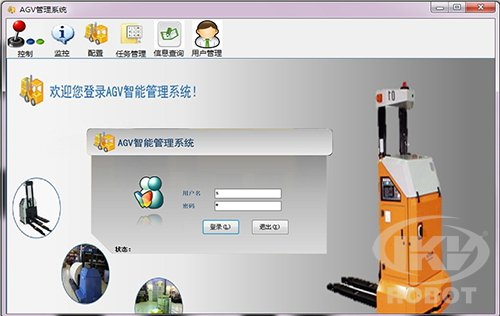 AGV管理系统
控制 监控 配置 任务管理 信息查询 用户管理
欢迎您登录AGV智能管理系统!
AGV智能管理系统
用户名 s
密码 *
登录(L) 退出(L)
状态:
HOBOT